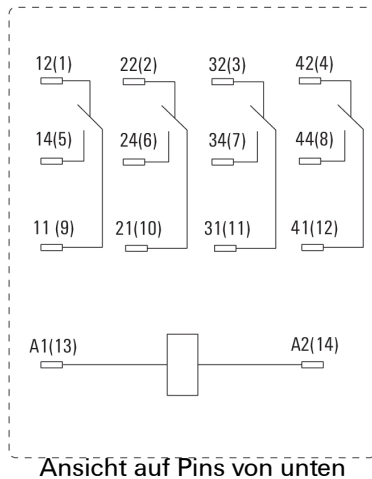 12(1) 22(2) 32(3) 42(4)
14(5) 24(6) 34(7) 44(8)
11 (9) 21(10) 31(11) 41(12)
A1(13) A2(14)
Ansicht auf Pins von unten